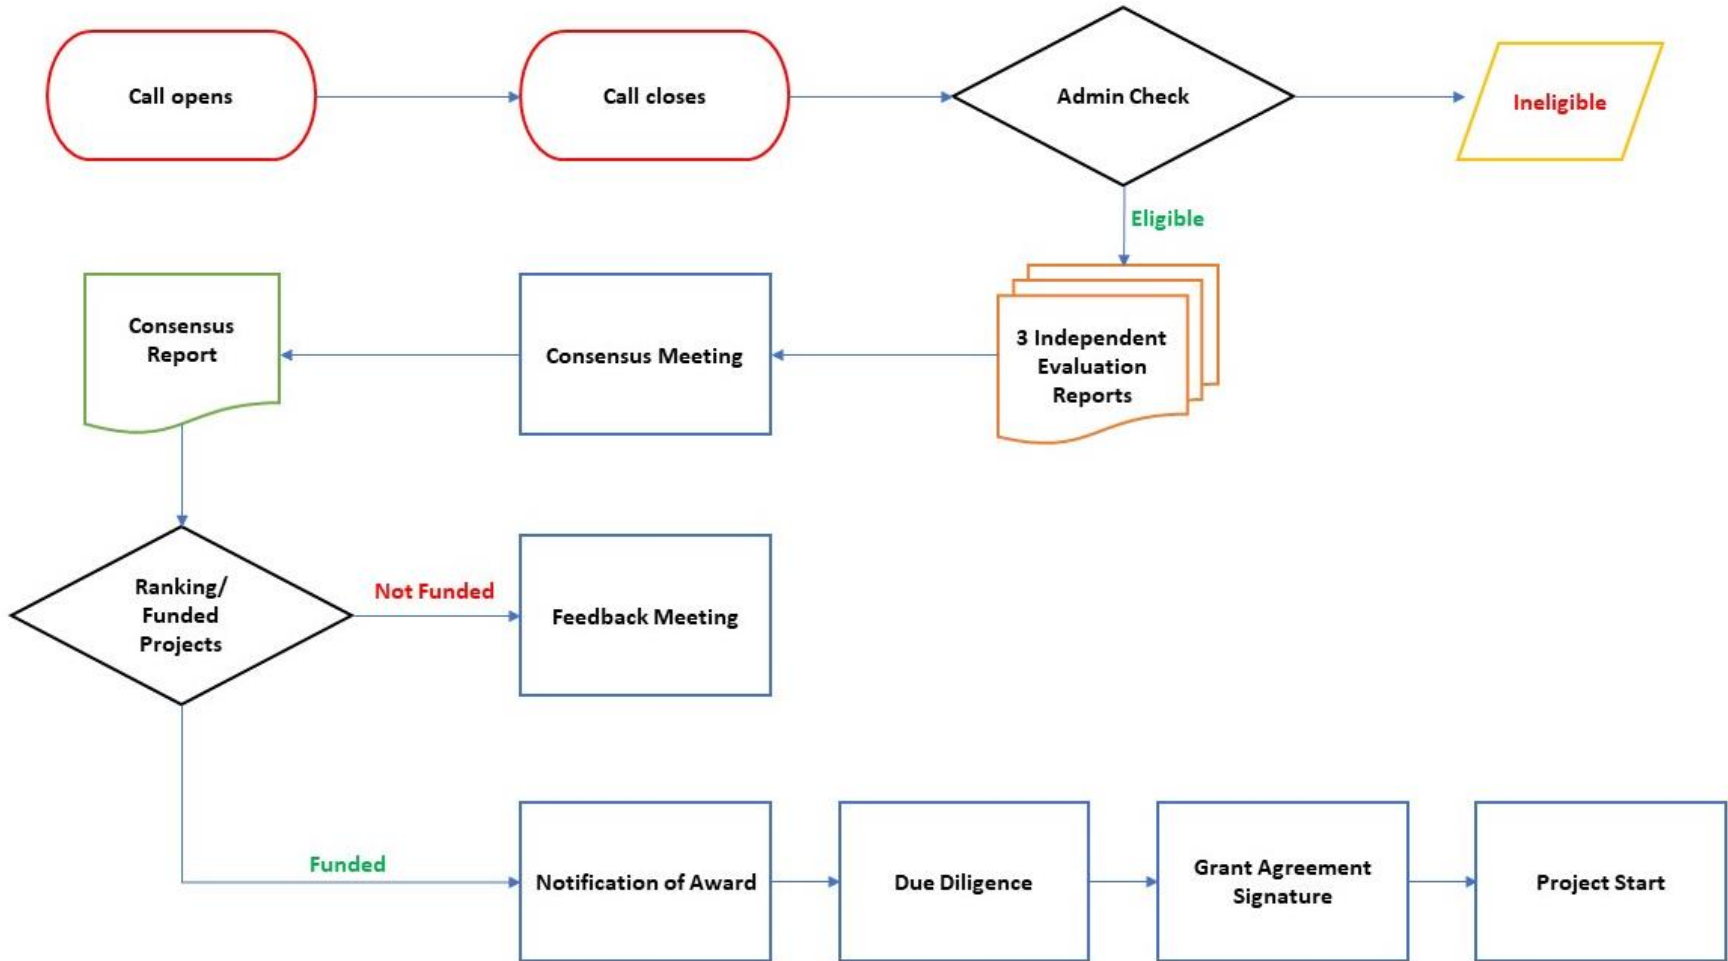 Call opens
Call closes
Admin Check
Ineligible
Eligible
Consensus
Report
Consensus Meeting
3 Independent
Evaluation
Reports
Ranking/
Funded
Projects
Not Funded
Feedback Meeting
Funded
Notification of Award
Due Diligence
Grant Agreement
Signature
Project Start